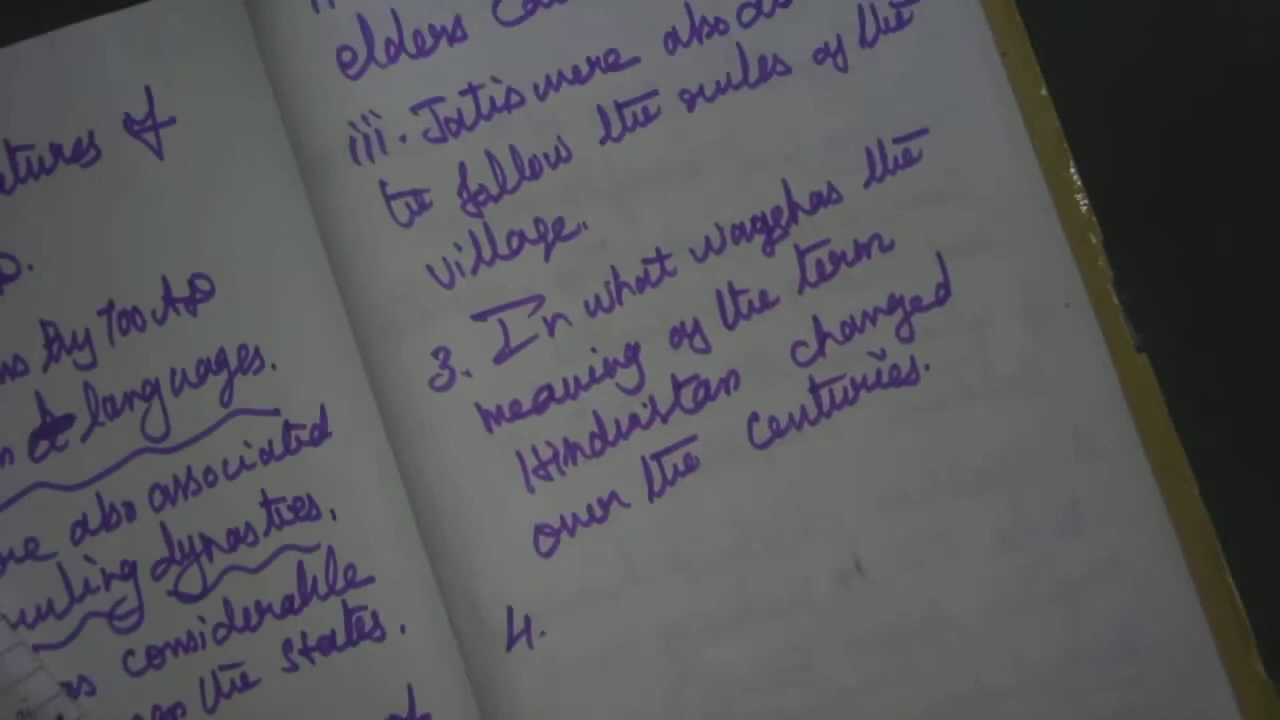 tures of
by 700 AD
languages.
also associated
ruling dynasties.
considerable
the states.
elders
iii. Jatis were also
to follow the rules of the
village.
3. In what ways has the
meaning of the term
Hindustan changed
over the centuries.
4.